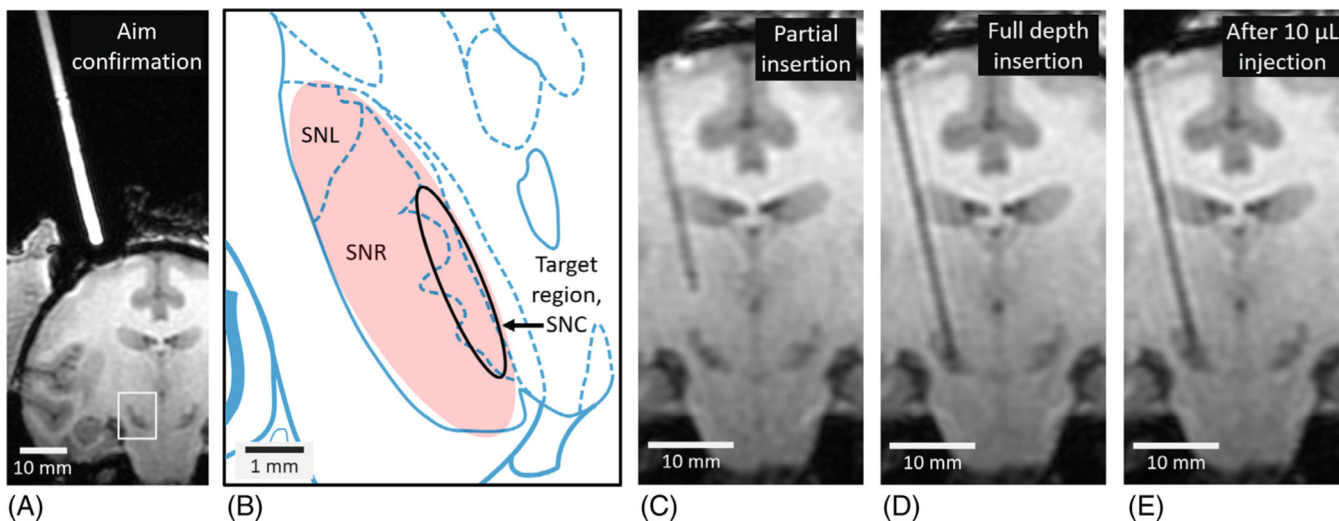 Aim
confirmation
10 mm
(A)
SNL
SNR
Target
region,
SNC
1 mm
(B)
Partial
insertion
10 mm
(C)
Full depth
insertion
10 mm
(D)
After 10 µL
injection
10 mm
(E)